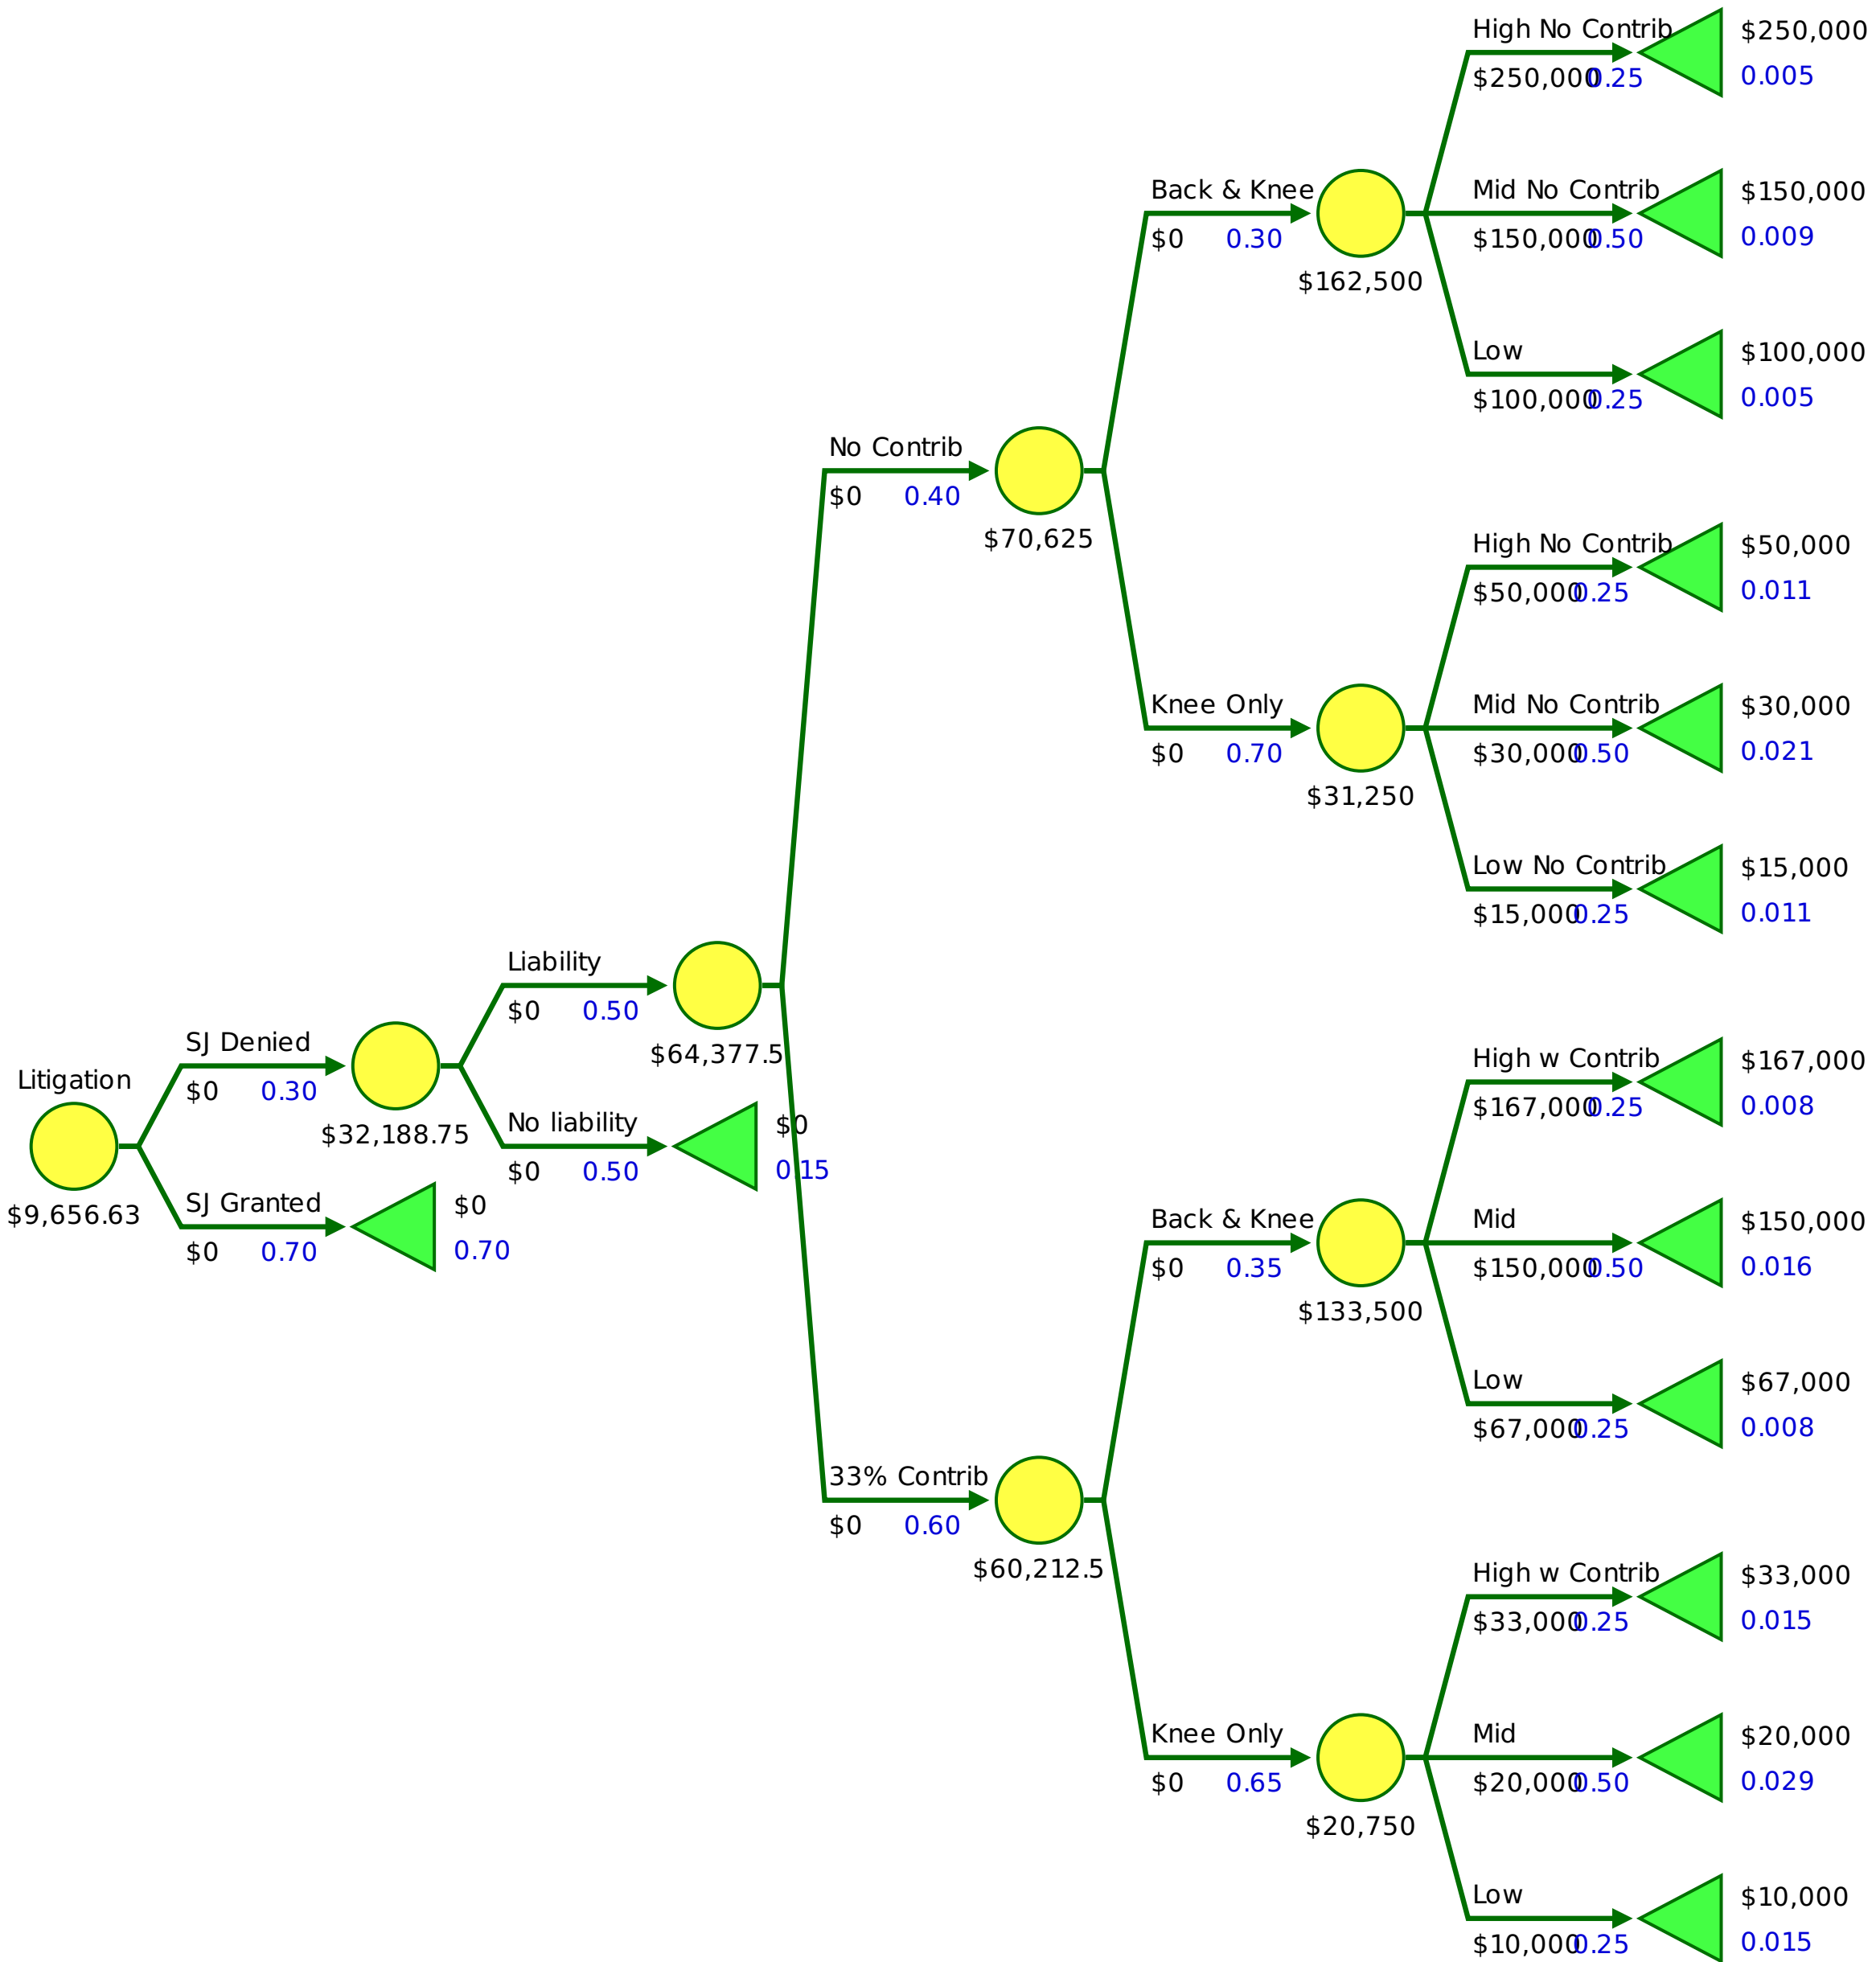 High No Contrib
$250,000 0.25
$250,000
0.005
Mid No Contrib
$150,000 0.50
$150,000
0.009
Low
$100,000 0.25
$100,000
0.005
Back & Knee
$0 0.30
$162,500
No Contrib
$0 0.40
$70,625
High No Contrib
$50,000 0.25
$50,000
0.011
Mid No Contrib
$30,000 0.50
$30,000
0.021
Low No Contrib
$15,000 0.25
$15,000
0.011
Knee Only
$0 0.70
$31,250
Liability
$0 0.50
$64,377.5
SJ Denied
$0 0.30
$32,188.75
Litigation
$9,656.63
No liability
$0 0.50
$0
0.15
SJ Granted
$0 0.70
$0
0.70
High w Contrib
$167,000 0.25
$167,000
0.008
Mid
$150,000 0.50
$150,000
0.016
Low
$67,000 0.25
$67,000
0.008
Back & Knee
$0 0.35
$133,500
33% Contrib
$0 0.60
$60,212.5
High w Contrib
$33,000 0.25
$33,000
0.015
Mid
$20,000 0.50
$20,000
0.029
Low
$10,000 0.25
$10,000
0.015
Knee Only
$0 0.65
$20,750